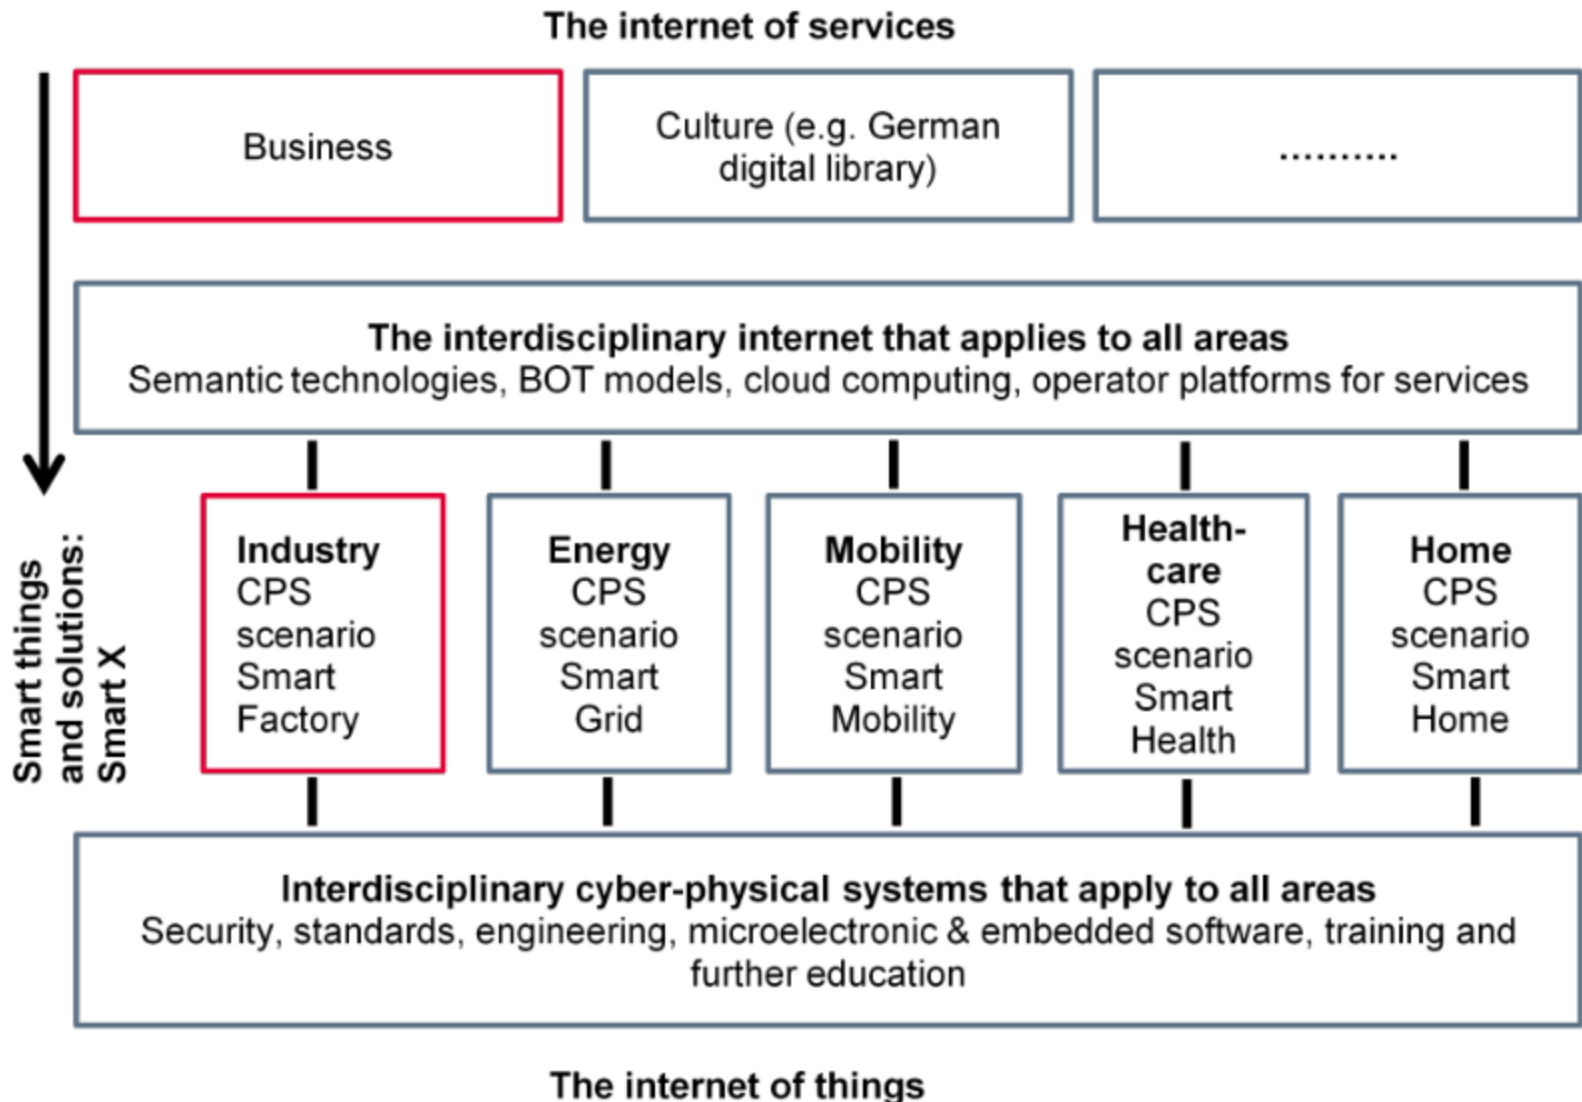 The internet of services
Business
Culture (e.g. German
digital library)
..........
The interdisciplinary internet that applies to all areas
Semantic technologies, BOT models, cloud computing, operator platforms for services
Smart things
and solutions:
Smart X
Industry
CPS
scenario
Smart
Factory
Energy
CPS
scenario
Smart
Grid
Mobility
CPS
scenario
Smart
Mobility
Health-
care
CPS
scenario
Smart
Health
Home
CPS
scenario
Smart
Home
Interdisciplinary cyber-physical systems that apply to all areas
Security, standards, engineering, microelectronic & embedded software, training and
further education
The internet of things